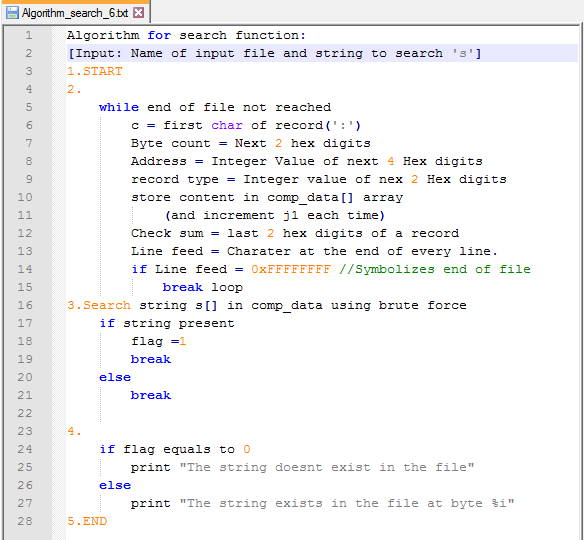 Algorithm_search_6.txt
1 Algorithm for search function:
2 [Input: Name of input file and string to search 's']
3 1.START
4 2.
5 while end of file not reached
6 c = first char of record(':')
7 Byte count = Next 2 hex digits
8 Address = Integer Value of next 4 Hex digits
9 record type = Integer value of nex 2 Hex digits
10 store content in comp_data[] array
11 (and increment j1 each time)
12 Check sum = last 2 hex digits of a record
13 Line feed = Charater at the end of every line.
14 if Line feed = 0xFFFFFFFF //Symbolizes end of file
15 break loop
16 3.Search string s[] in comp_data using brute force
17 if string present
18 flag =1
19 break
20 else
21 break
22
23 4.
24 if flag equals to 0
25 print "The string doesnt exist in the file"
26 else
27 print "The string exists in the file at byte %i"
28 5.END